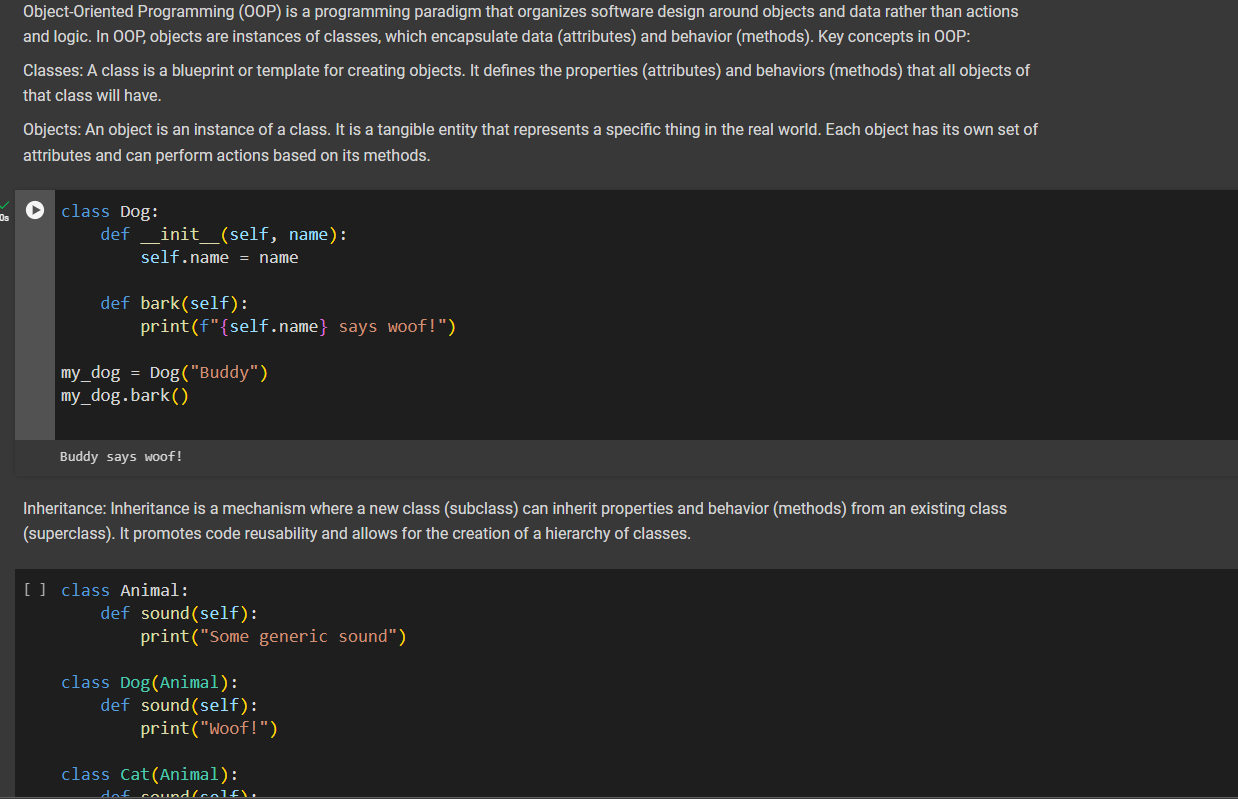 Object-Oriented Programming (OOP) is a programming paradigm that organizes software design around objects and data rather than actions
and logic. In OOP, objects are instances of classes, which encapsulate data (attributes) and behavior (methods). Key concepts in OOP:
Classes: A class is a blueprint or template for creating objects. It defines the properties (attributes) and behaviors (methods) that all objects of
that class will have.
Objects: An object is an instance of a class. It is a tangible entity that represents a specific thing in the real world. Each object has its own set of
attributes and can perform actions based on its methods.
0s
class Dog:
    def __init__(self, name):
        self.name = name
    def bark(self):
        print(f"{self.name} says woof!")
my_dog = Dog("Buddy")
my_dog.bark()
Buddy says woof!
Inheritance: Inheritance is a mechanism where a new class (subclass) can inherit properties and behavior (methods) from an existing class
(superclass). It promotes code reusability and allows for the creation of a hierarchy of classes.
[ ] class Animal:
    def sound(self):
        print("Some generic sound")
class Dog(Animal):
    def sound(self):
        print("Woof!")
class Cat(Animal):
    def sound(self):